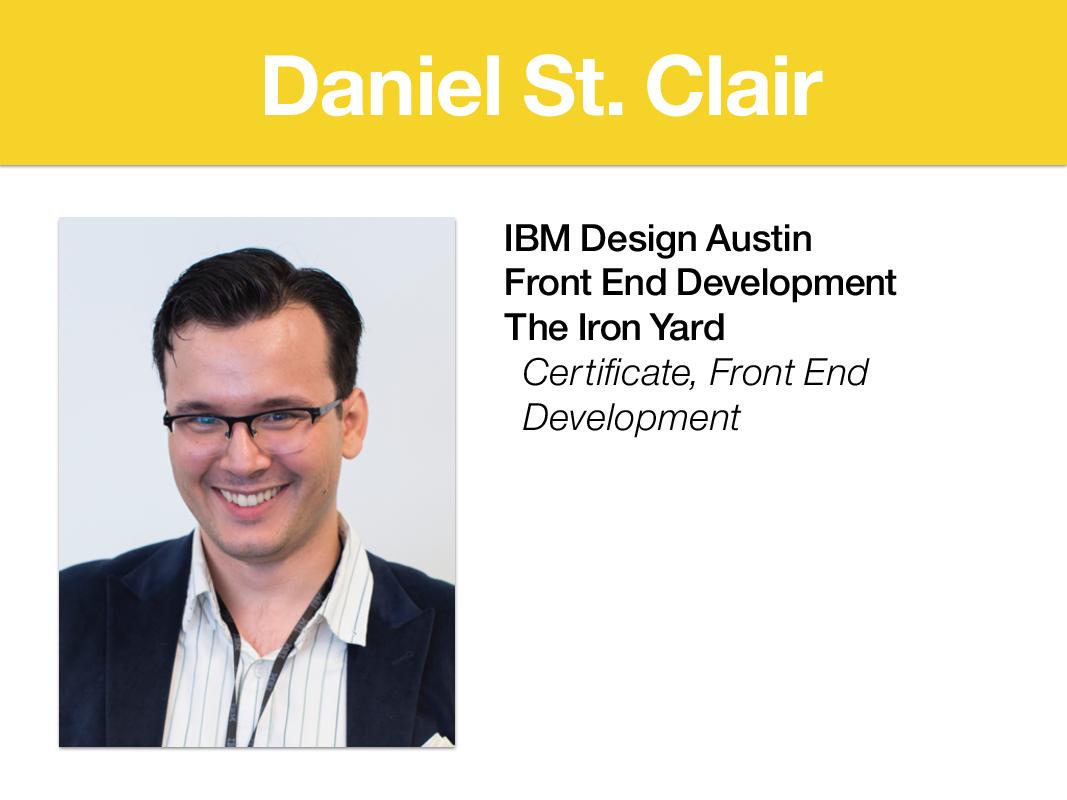 Daniel St. Clair
IBM Design Austin
Front End Development
The Iron Yard
Certificate, Front End
Development